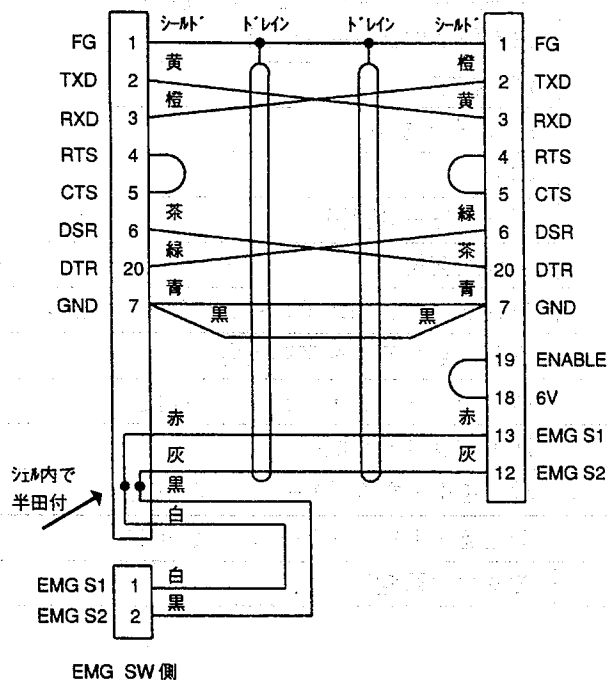 シールド ドレイン ドレイン シールド
FG 1 1 FG
黄 橙
TXD 2 2 TXD
橙 黄
RXD 3 3 RXD
RTS 4 4 RTS
CTS 5 5 CTS
茶 緑
DSR 6 6 DSR
緑 茶
DTR 20 20 DTR
青 青
GND 7 7 GND
黒 黒
19 ENABLE
18 6V
赤 赤
13 EMG S1
灰 灰
12 EMG S2
シェル内で
半田付
黒
白
EMG S1 1 白
EMG S2 2 黒
EMG SW側